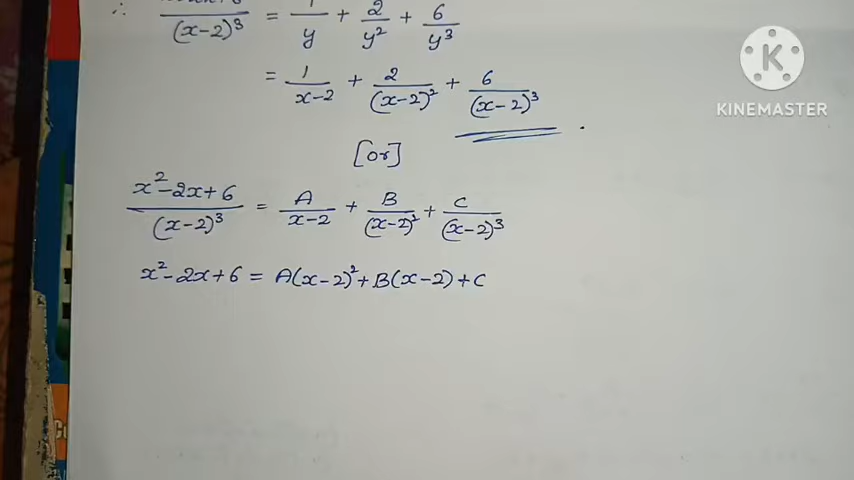 ∴ (x-2)³ = 1/y + 2/y² + 6/y³
= 1/(x-2) + 2/(x-2)² + 6/(x-2)³ .
[or]
(x²-2x+6)/(x-2)³ = A/(x-2) + B/(x-2)² + C/(x-2)³
x²-2x+6 = A(x-2)²+B(x-2)+C
K
KINEMASTER